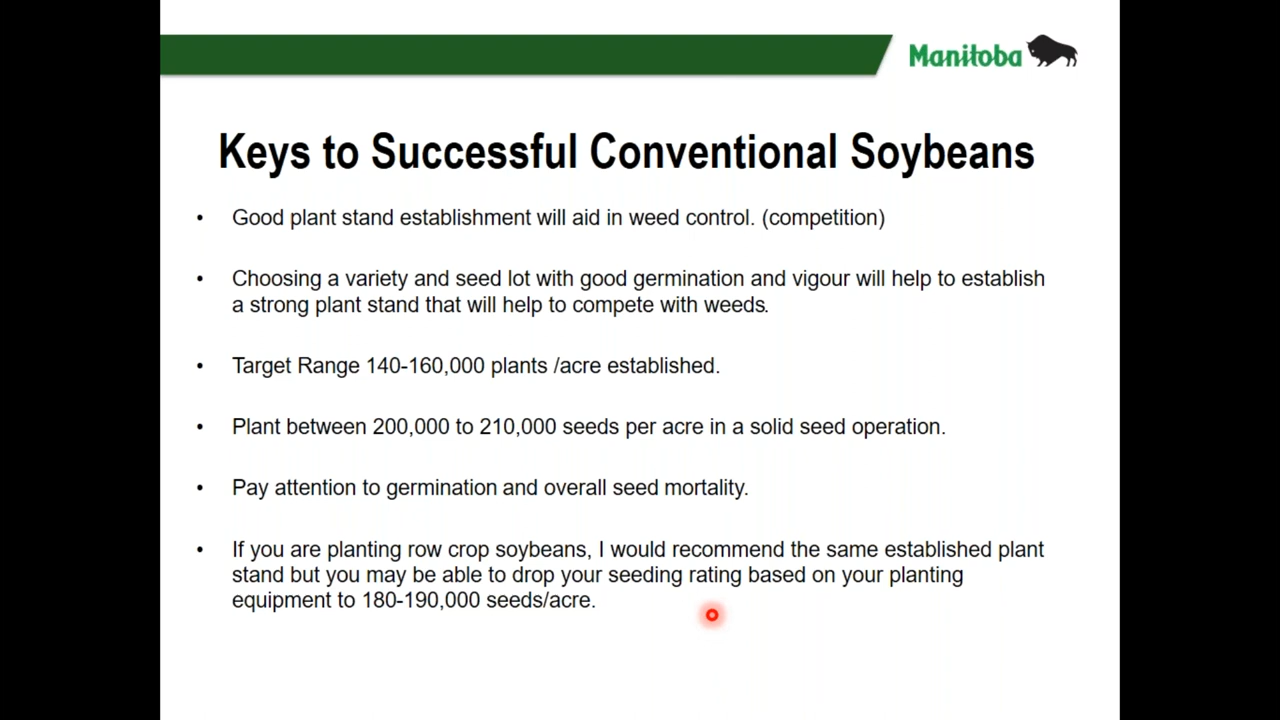 Manitoba
Keys to Successful Conventional Soybeans
• Good plant stand establishment will aid in weed control. (competition)
• Choosing a variety and seed lot with good germination and vigour will help to establish
a strong plant stand that will help to compete with weeds.
• Target Range 140-160,000 plants /acre established.
• Plant between 200,000 to 210,000 seeds per acre in a solid seed operation.
• Pay attention to germination and overall seed mortality.
• If you are planting row crop soybeans, I would recommend the same established plant
stand but you may be able to drop your seeding rating based on your planting
equipment to 180-190,000 seeds/acre.